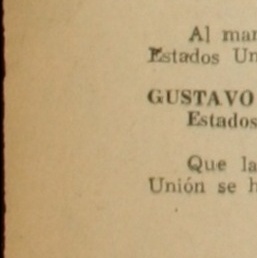 Al mar
Estados Un
GUSTAVO
Estados
Que la
Unión se h